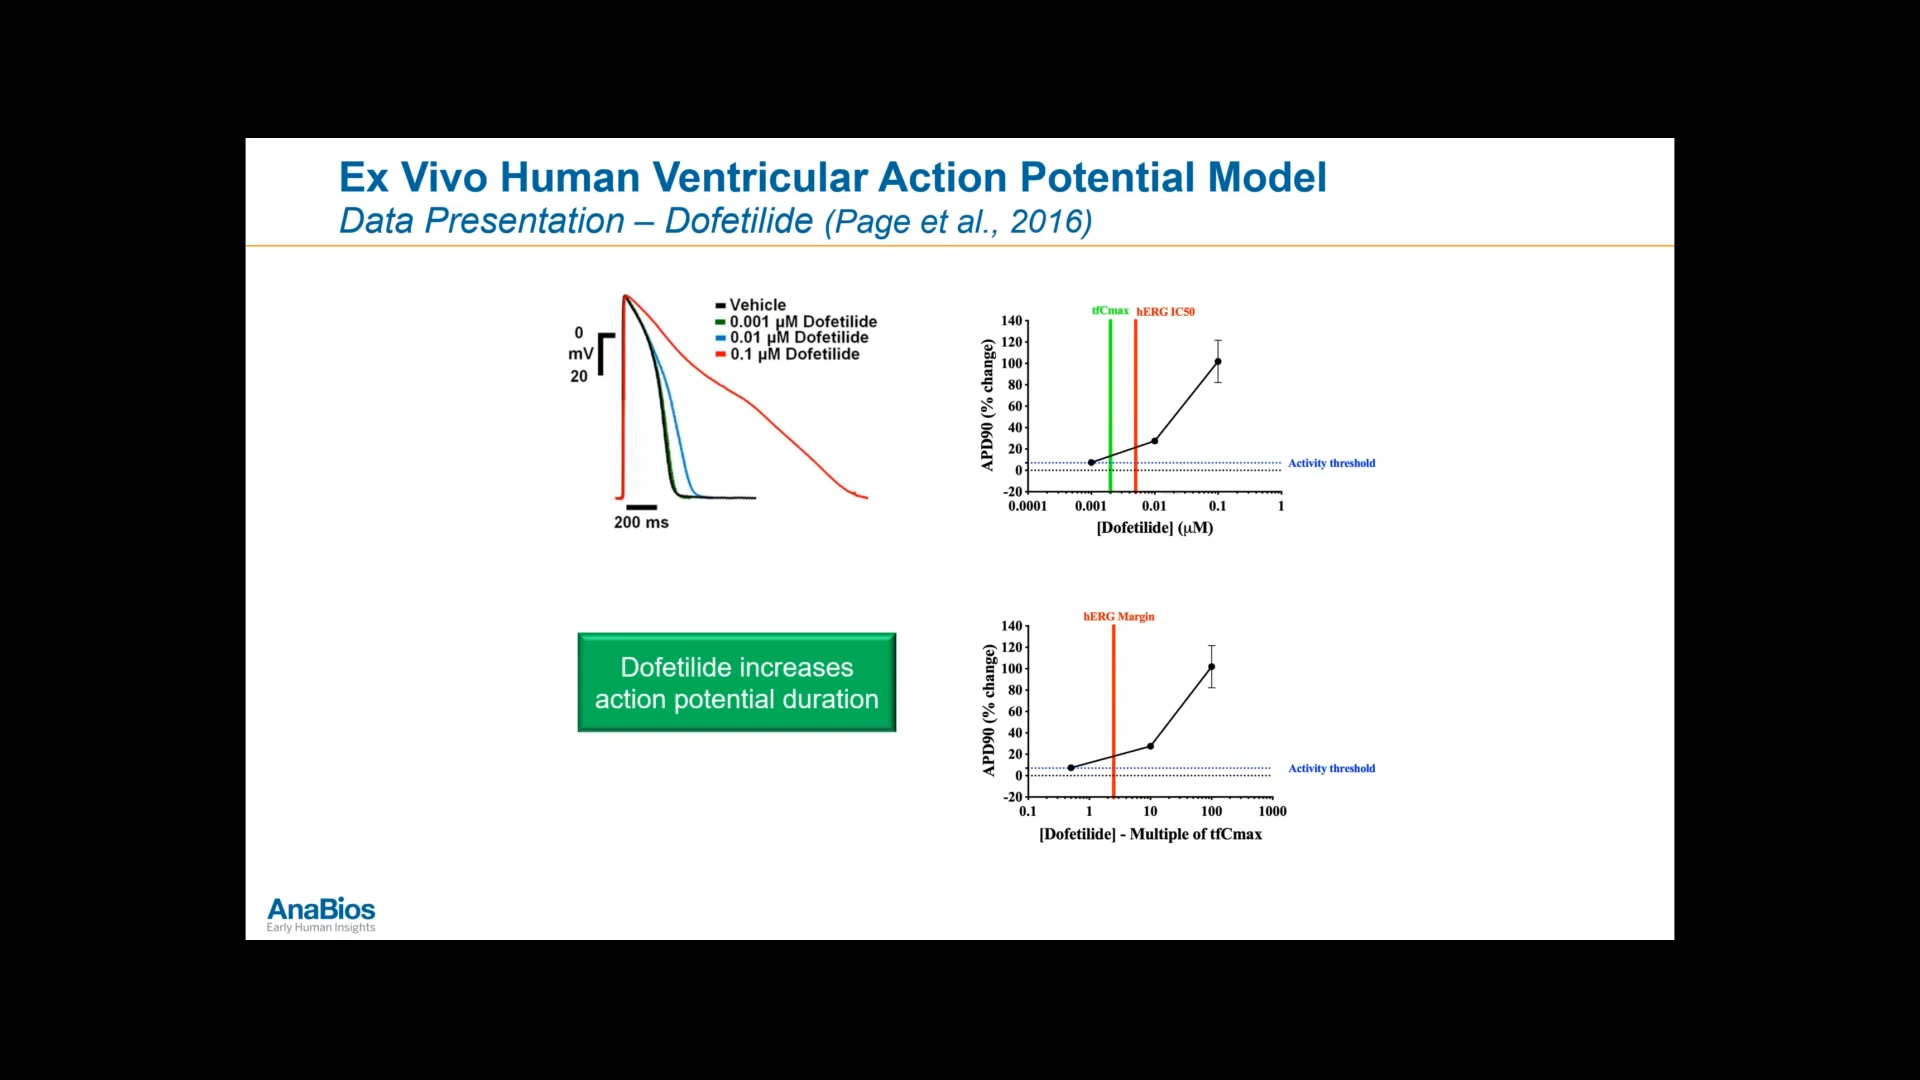 Ex Vivo Human Ventricular Action Potential Model
Data Presentation – Dofetilide (Page et al., 2016)
0
mV
20
Vehicle
0.001 µM Dofetilide
0.01 µM Dofetilide
0.1 µM Dofetilide
200 ms
tfCmax
hERG IC50
APD90 (% change)
140
120
100
80
60
40
20
0
-20
Activity threshold
0.0001 0.001 0.01 0.1 1
[Dofetilide] (µM)
Dofetilide increases
action potential duration
hERG Margin
APD90 (% change)
140
120
100
80
60
40
20
0
-20
Activity threshold
0.1 1 10 100 1000
[Dofetilide] - Multiple of tfCmax
AnaBios
Early Human Insights